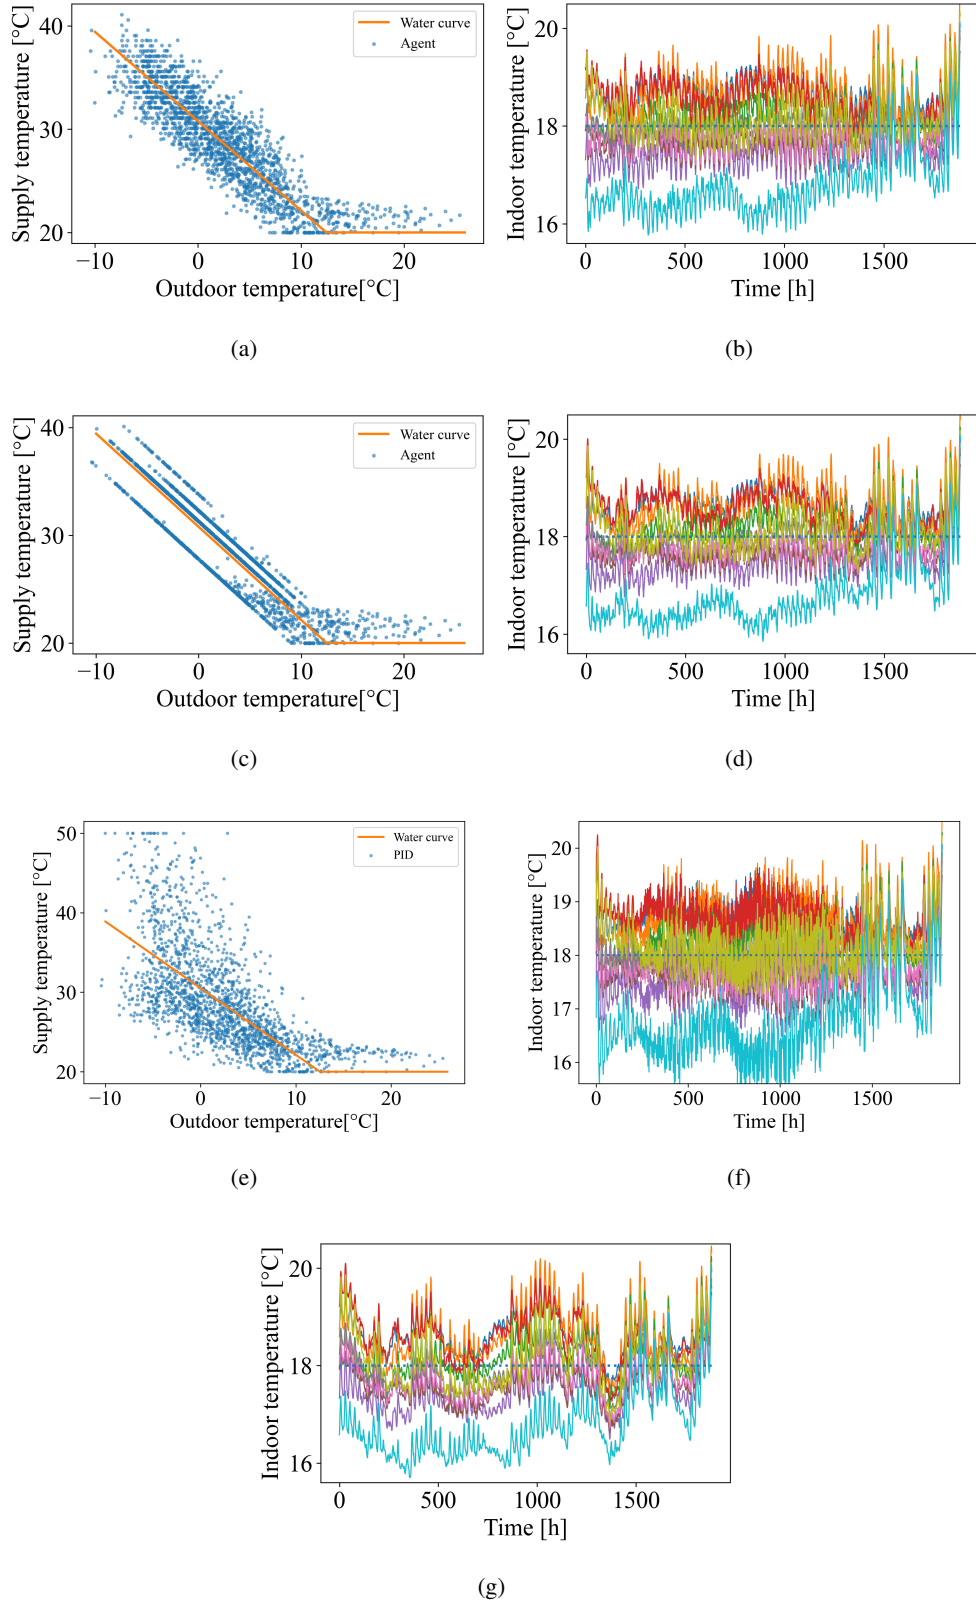 Supply temperature [°C]
40
30
20
Water curve
Agent
−10
0
10
20
Outdoor temperature[°C]
(a)
Indoor temperature [°C]
20
18
16
0
500
1000
1500
Time [h]
(b)
Supply temperature [°C]
40
30
20
Water curve
Agent
−10
0
10
20
Outdoor temperature[°C]
(c)
Indoor temperature [°C]
20
18
16
0
500
1000
1500
Time [h]
(d)
Supply temperature [°C]
50
40
30
20
Water curve
PID
−10
0
10
20
Outdoor temperature[°C]
(e)
Indoor temperature [°C]
20
19
18
17
16
0
500
1000
1500
Time [h]
(f)
Indoor temperature [°C]
20
18
16
0
500
1000
1500
Time [h]
(g)